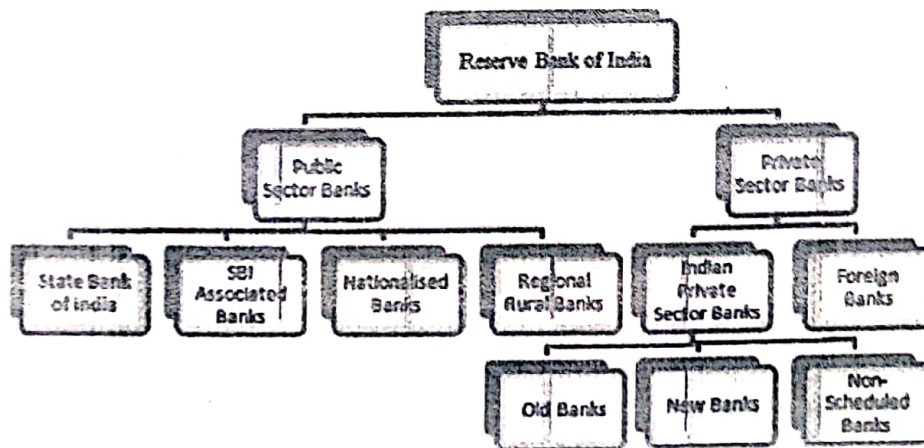 Reserve Bank of India
Public
Sector Banks
Private
Sector Banks
State Bank
of India
SBI
Associated
Banks
Nationalised
Banks
Regional
Rural Banks
Indian
Private
Sector Banks
Foreign
Banks
Old Banks
New Banks
Non-
Scheduled
Banks